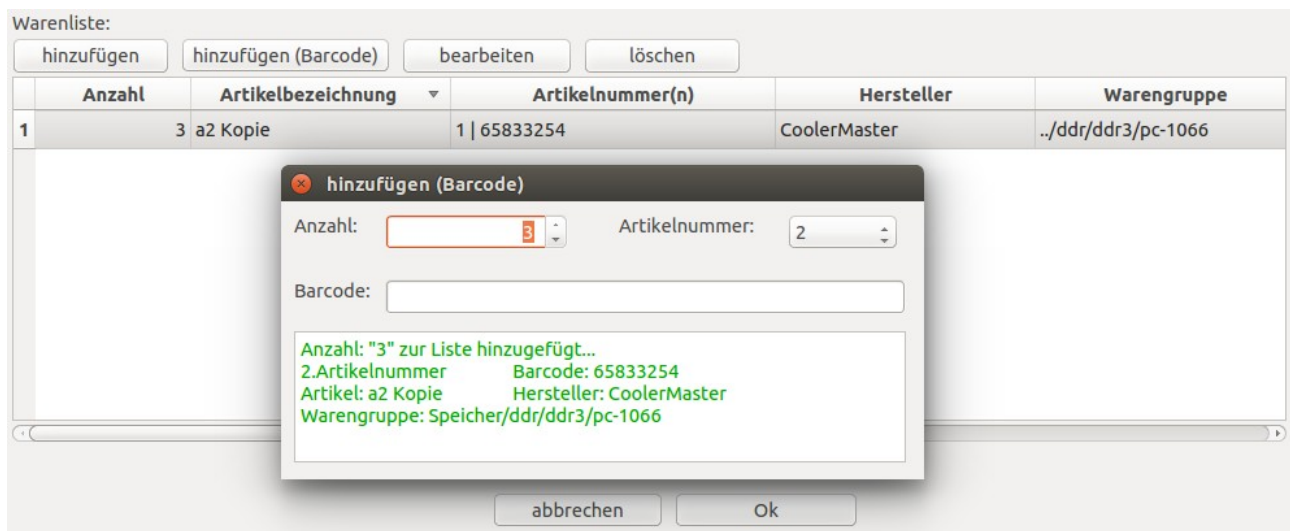 Warenliste:
hinzufügen hinzufügen (Barcode) bearbeiten löschen
Anzahl Artikelbezeichnung Artikelnummer(n) Hersteller Warengruppe
1 3 a2 Kopie 1 | 65833254 CoolerMaster ../ddr/ddr3/pc-1066
hinzufügen (Barcode)
Anzahl: 3 Artikelnummer: 2
Barcode:
Anzahl: "3" zur Liste hinzugefügt...
2.Artikelnummer Barcode: 65833254
Artikel: a2 Kopie Hersteller: CoolerMaster
Warengruppe: Speicher/ddr/ddr3/pc-1066
abbrechen Ok